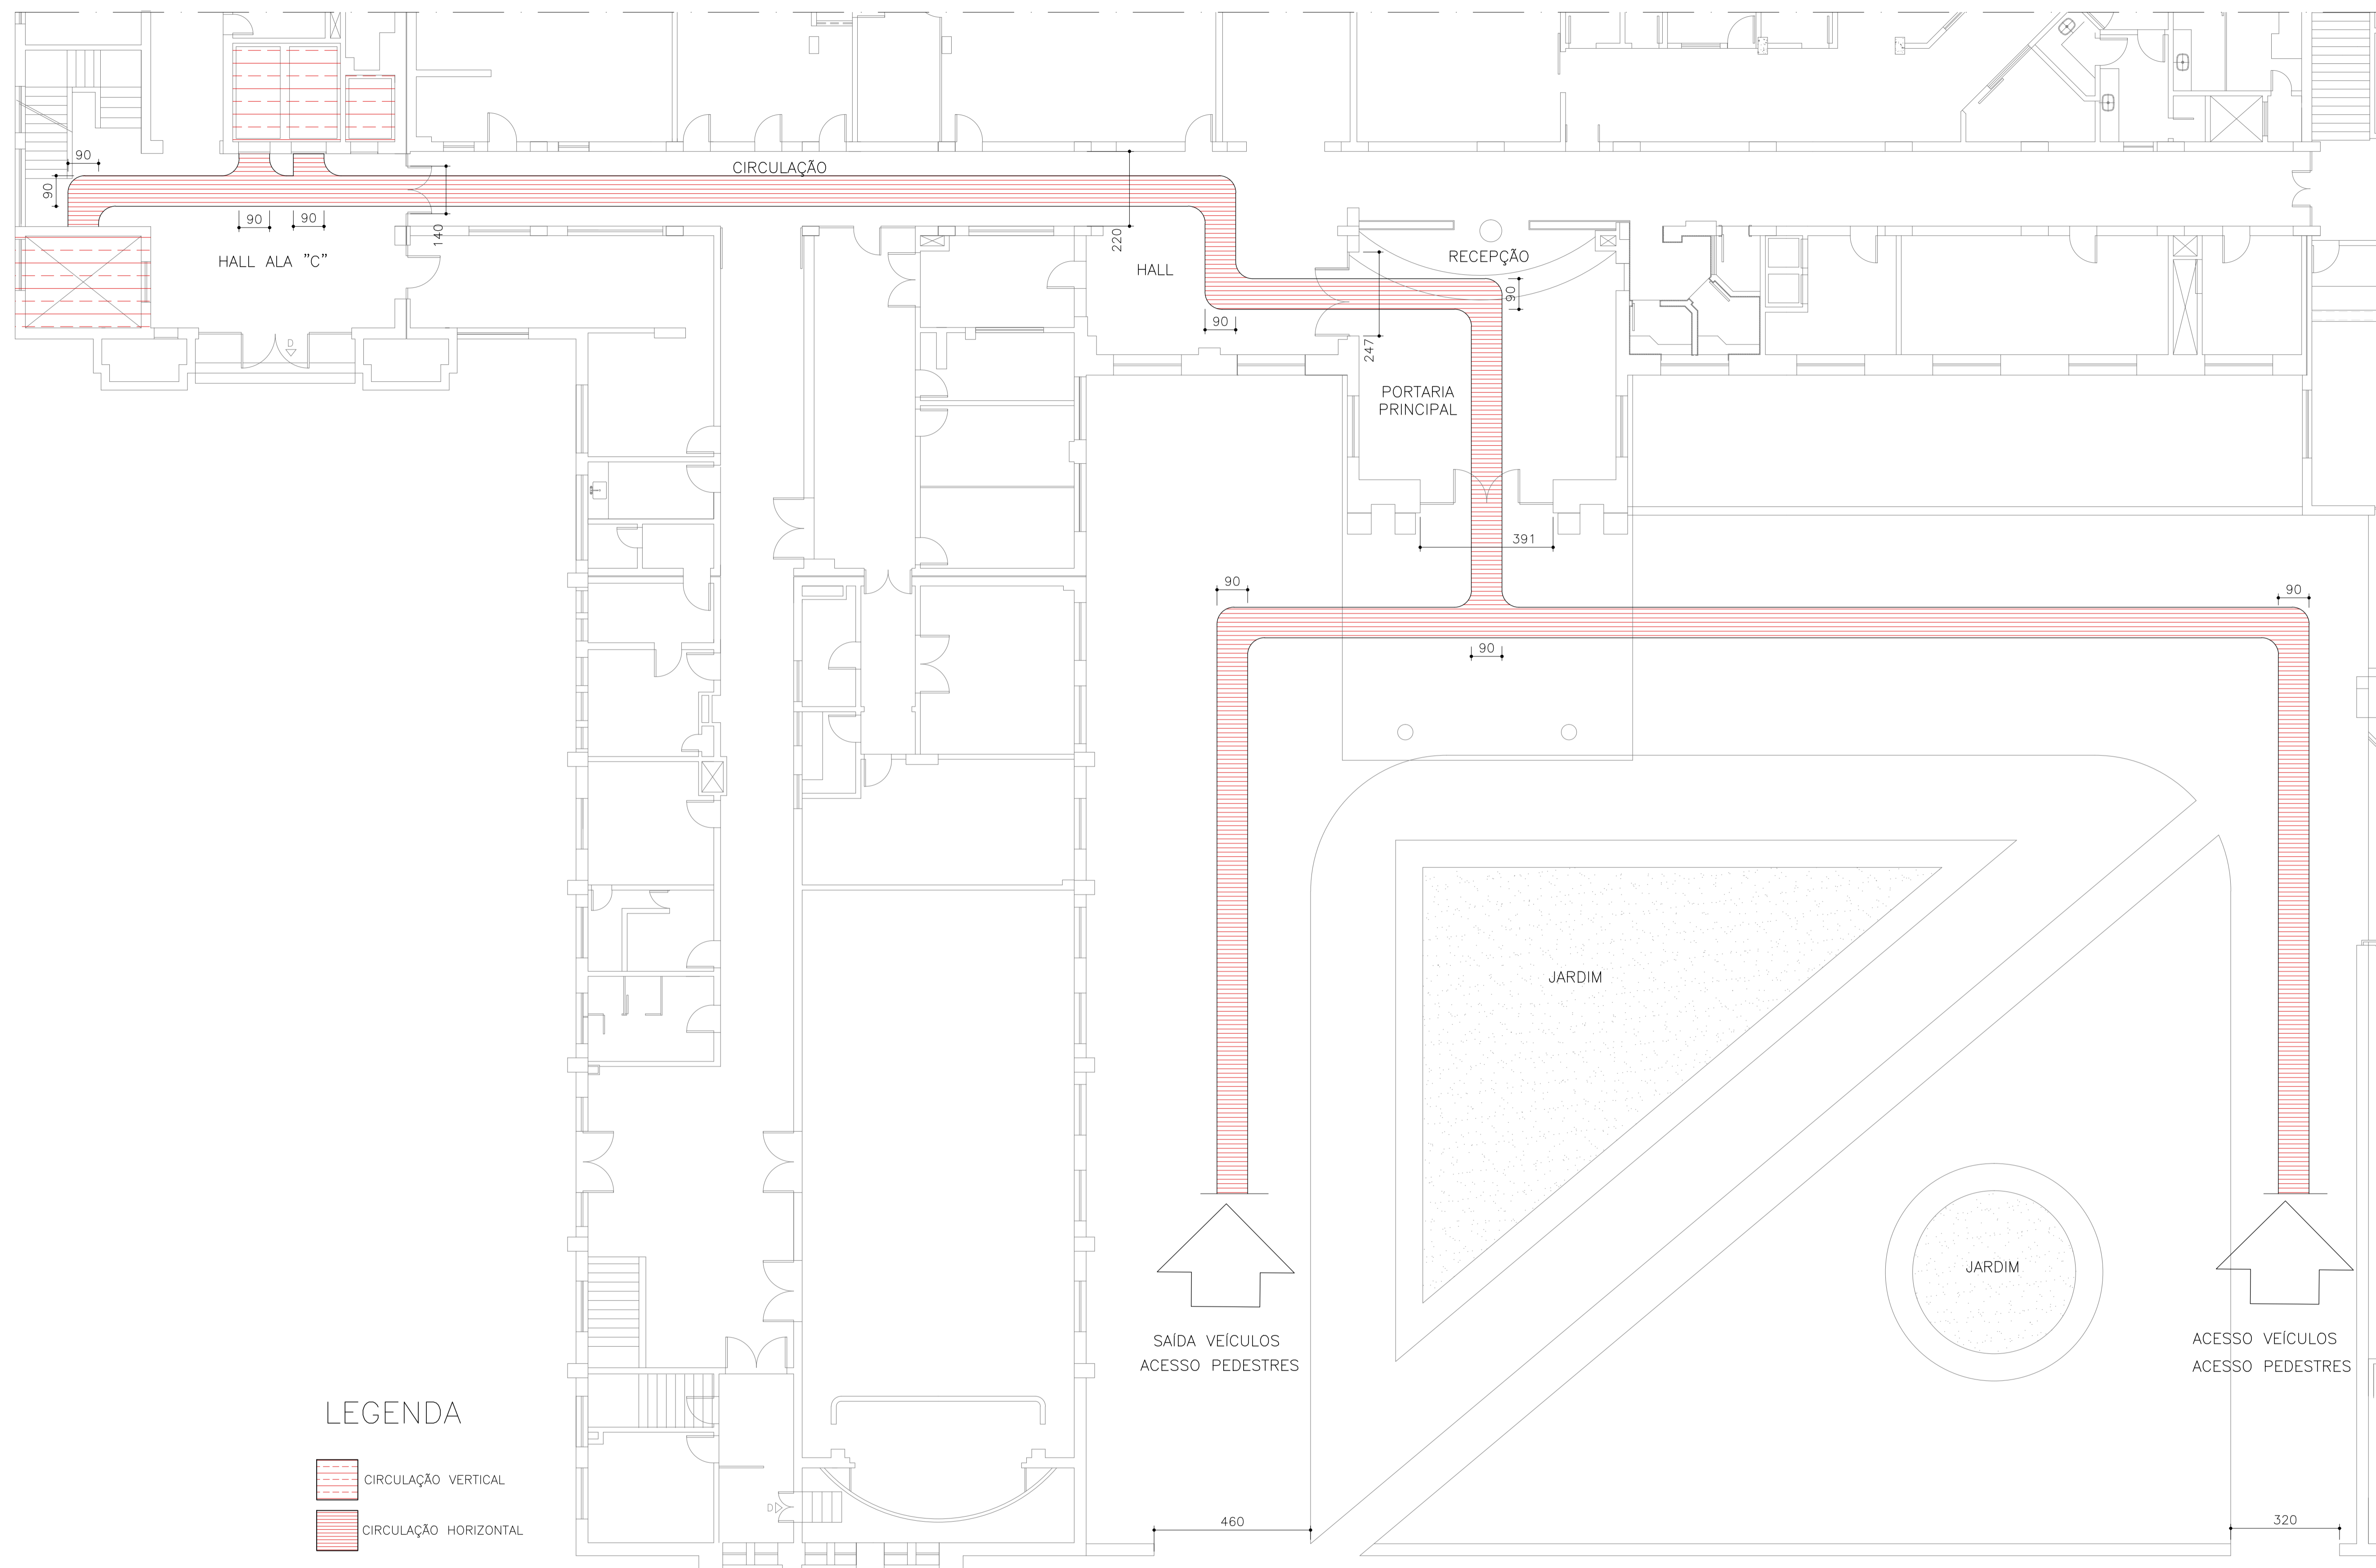 90
CIRCULAÇÃO
90
90
90
140
220
HALL ALA "C"
HALL
RECEPÇÃO
90
90
247
PORTARIA
PRINCIPAL
D
391
90
90
90
JARDIM
JARDIM
SAÍDA VEÍCULOS
ACESSO PEDESTRES
ACESSO VEÍCULOS
ACESSO PEDESTRES
LEGENDA
CIRCULAÇÃO VERTICAL
CIRCULAÇÃO HORIZONTAL
D
460
320